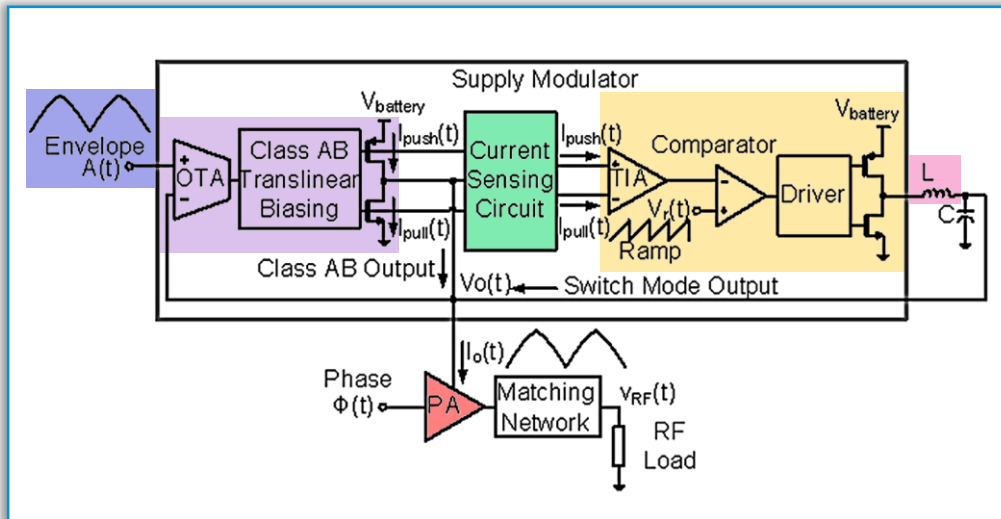 Supply Modulator
Envelope
A(t)
+
OTA
−
Class AB
Translinear
Biasing
Vbattery
Ipush(t)
Ipull(t)
Current
Sensing
Circuit
Ipush(t)
+
TIA
−
Ipull(t)
Comparator
−
+
Vr(t)
Ramp
Driver
Vbattery
L
C
Class AB Output
Vo(t)
Switch Mode Output
Io(t)
Phase
Φ(t)
PA
Matching
Network
vRF(t)
RF
Load